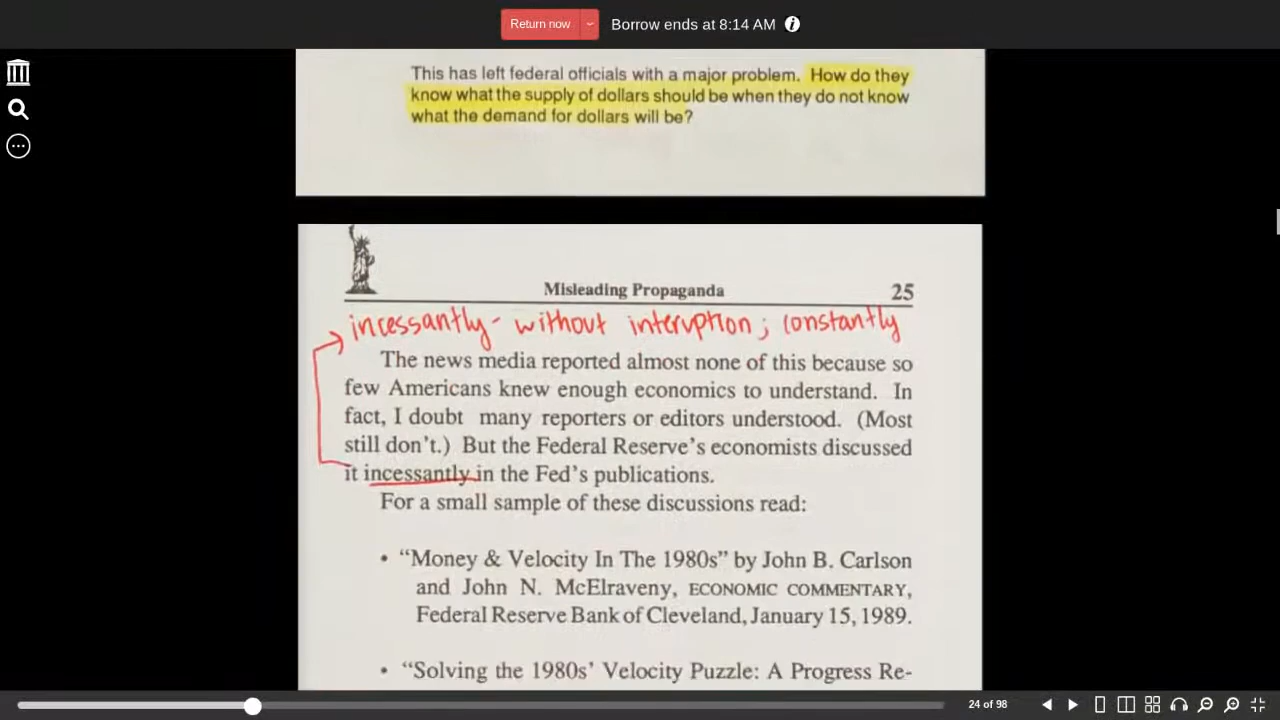 Return now
Borrow ends at 8:14 AM
This has left federal officials with a major problem. How do they
know what the supply of dollars should be when they do not know
what the demand for dollars will be?
Misleading Propaganda 25
incessantly - without interuption; constantly
The news media reported almost none of this because so
few Americans knew enough economics to understand. In
fact, I doubt many reporters or editors understood. (Most
still don't.) But the Federal Reserve's economists discussed
it incessantly in the Fed's publications.
For a small sample of these discussions read:
• "Money & Velocity In The 1980s" by John B. Carlson
and John N. McElraveny, ECONOMIC COMMENTARY,
Federal Reserve Bank of Cleveland, January 15, 1989.
• "Solving the 1980s' Velocity Puzzle: A Progress Re-
24 of 98